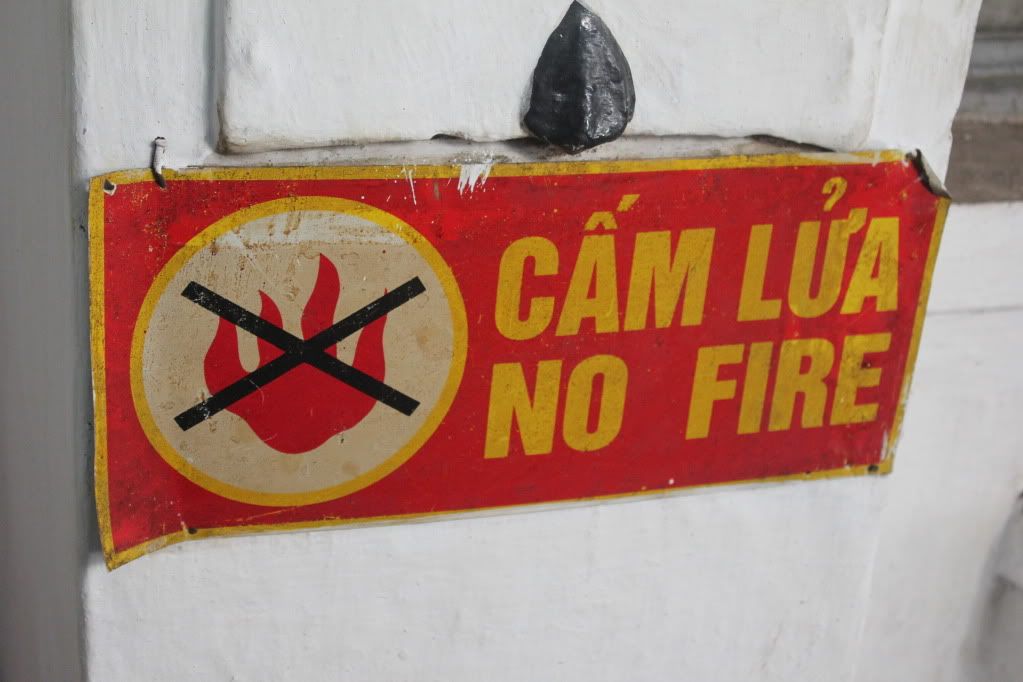 CẤM LỬA
NO FIRE